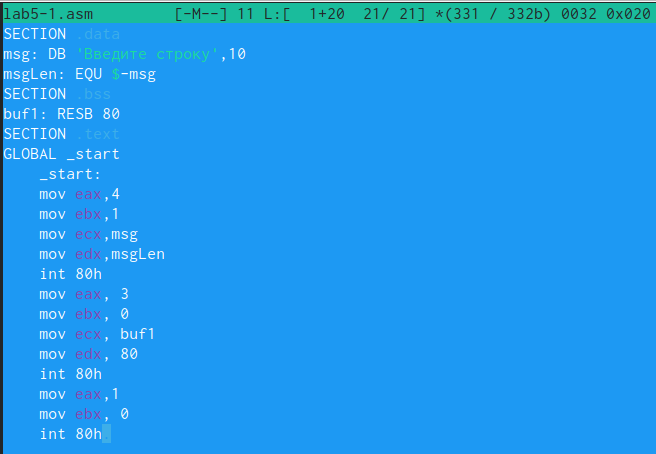 lab5-1.asm [-M--] 11 L:[ 1+20 21/ 21] *(331 / 332b) 0032 0x020
SECTION .data
msg: DB 'Введите строку',10
msgLen: EQU $-msg
SECTION .bss
buf1: RESB 80
SECTION .text
GLOBAL _start
_start:
mov eax,4
mov ebx,1
mov ecx,msg
mov edx,msgLen
int 80h
mov eax, 3
mov ebx, 0
mov ecx, buf1
mov edx, 80
int 80h
mov eax,1
mov ebx, 0
int 80h